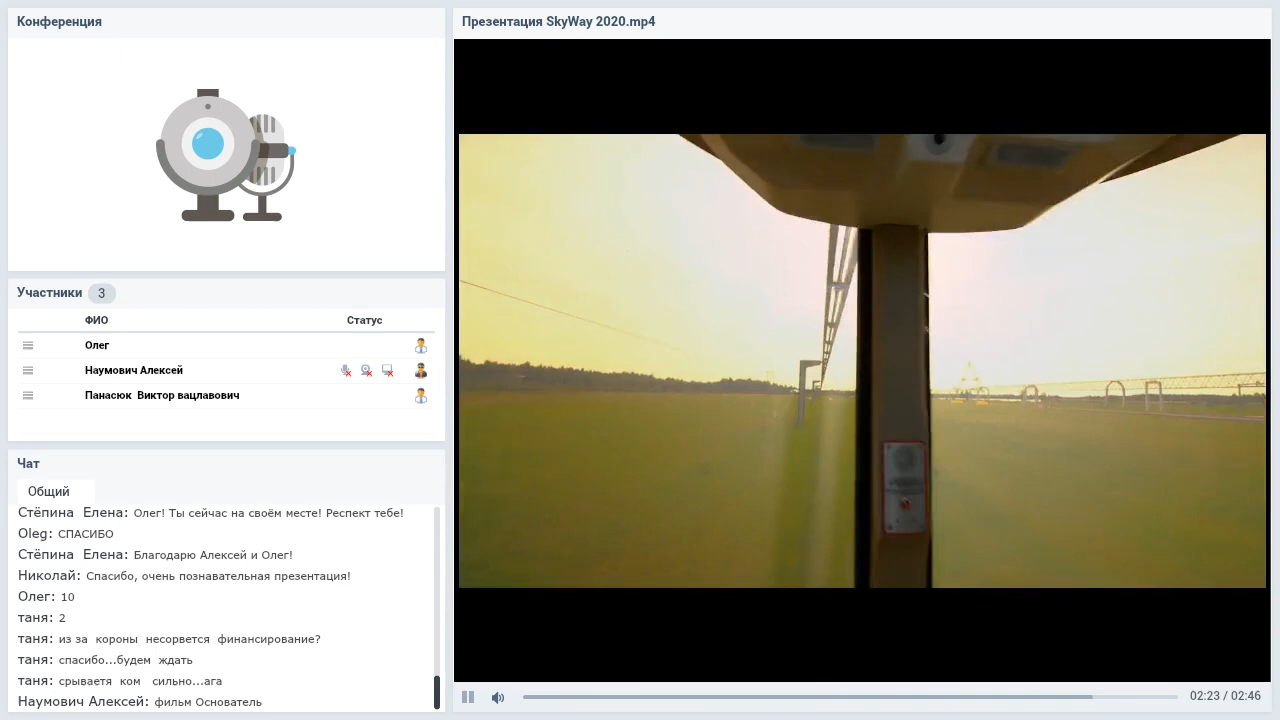 Конференция
Презентация SkyWay 2020.mp4
Участники 3
ФИО Статус
Олег
Наумович Алексей
Панасюк Виктор вацлавович
Чат
Общий
Стёпина Елена: Олег! Ты сейчас на своём месте! Респект тебе!
Oleg: СПАСИБО
Стёпина Елена: Благодарю Алексей и Олег!
Николай: Спасибо, очень познавательная презентация!
Олег: 10
таня: 2
таня: из за короны несорвется финансирование?
таня: спасибо...будем ждать
таня: срываетя ком сильно...ага
Наумович Алексей: фильм Основатель
02:23 / 02:46